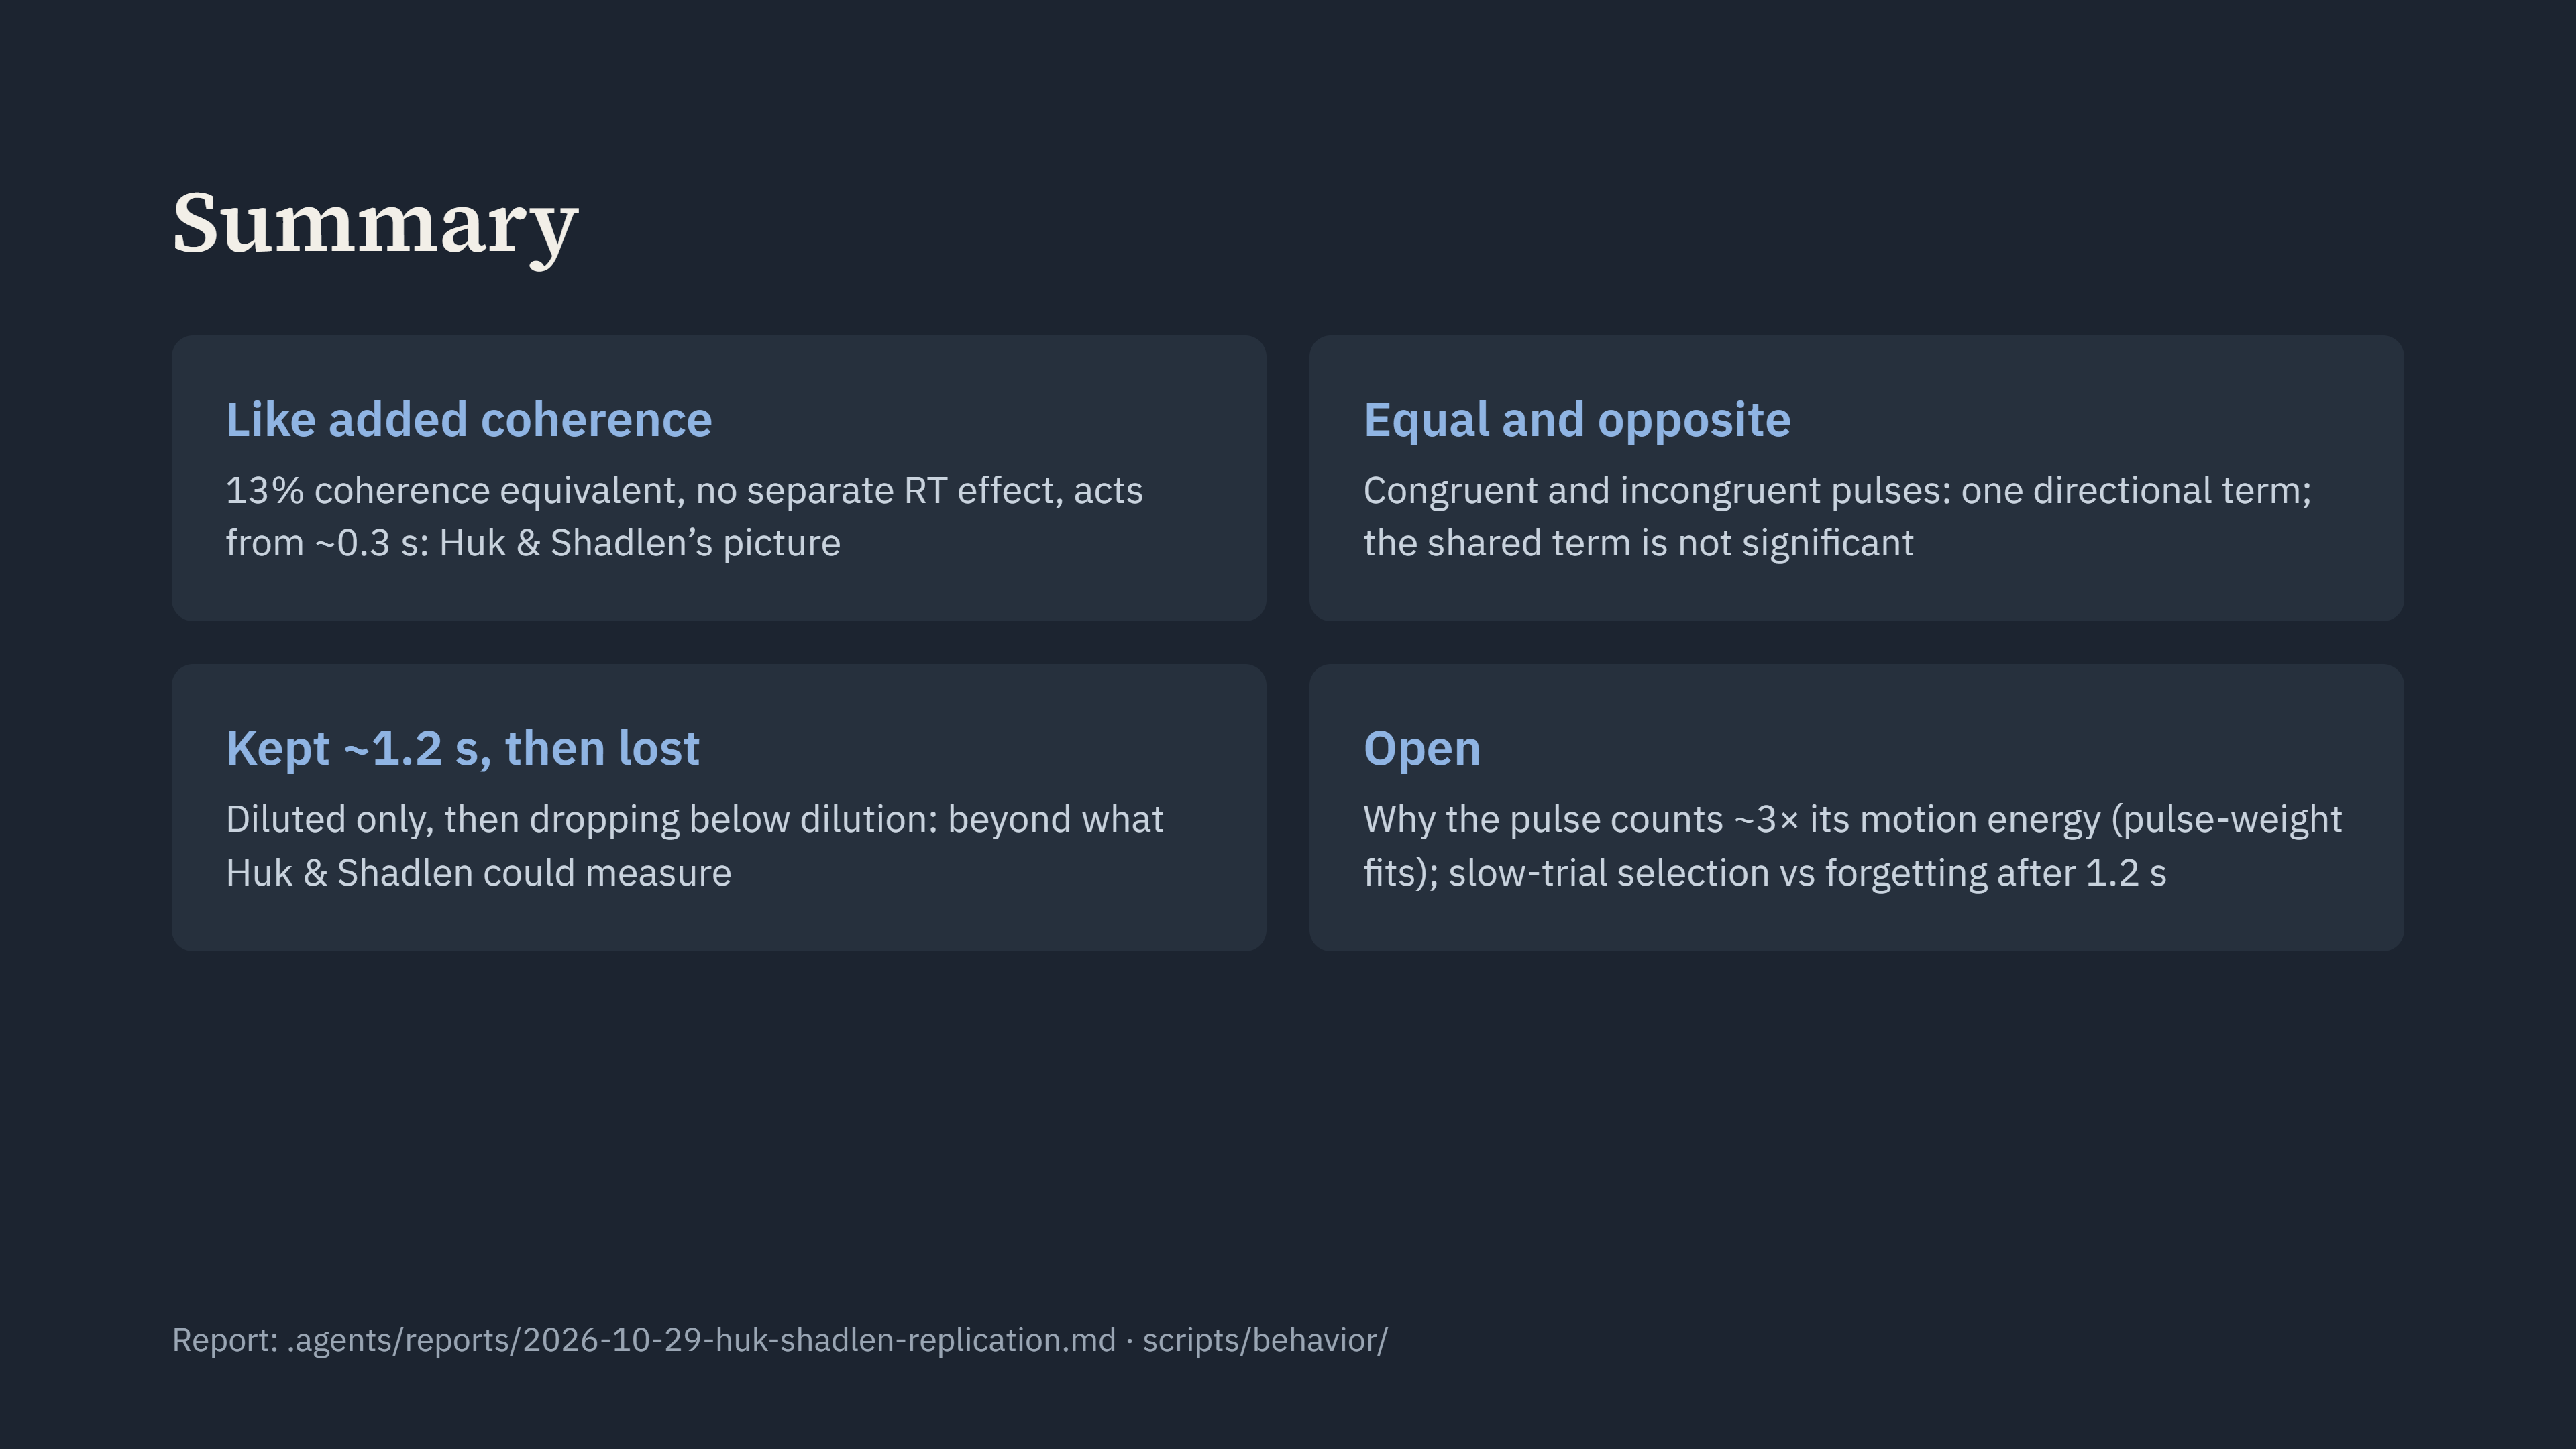 Summary
Like added coherence
13% coherence equivalent, no separate RT effect, acts
from ~0.3 s: Huk & Shadlen’s picture
Equal and opposite
Congruent and incongruent pulses: one directional term;
the shared term is not significant
Kept ~1.2 s, then lost
Diluted only, then dropping below dilution: beyond what
Huk & Shadlen could measure
Open
Why the pulse counts ~3× its motion energy (pulse-weight
fits); slow-trial selection vs forgetting after 1.2 s
Report: .agents/reports/2026-10-29-huk-shadlen-replication.md · scripts/behavior/